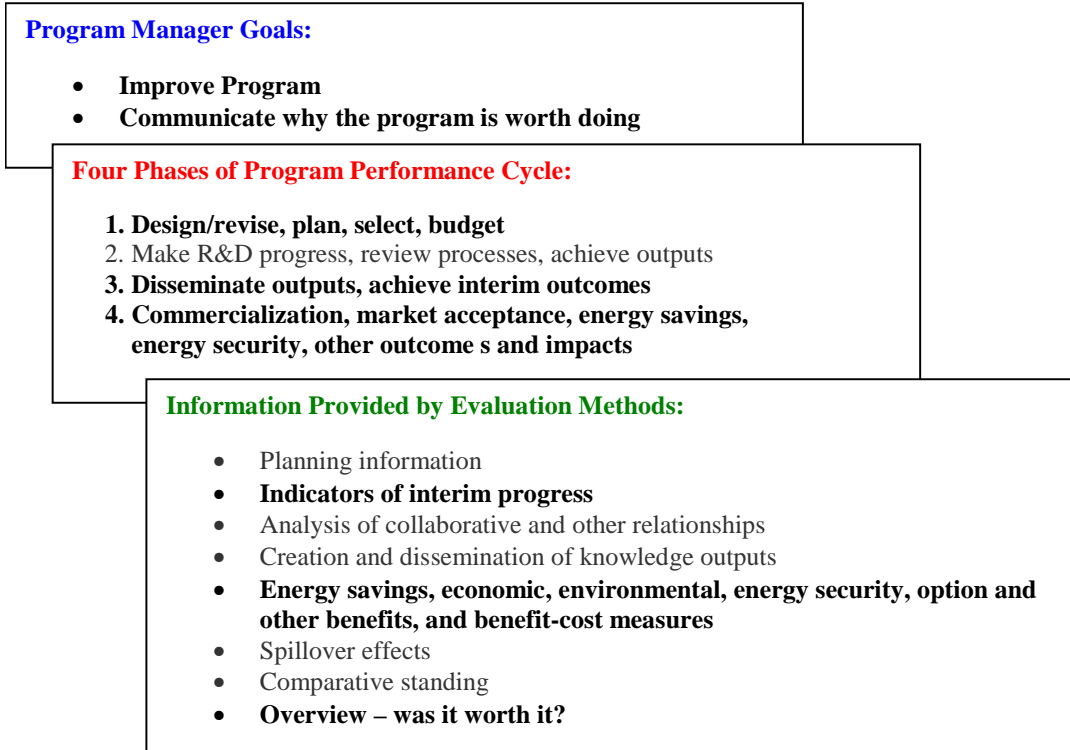 Program Manager Goals:
• Improve Program
• Communicate why the program is worth doing
Four Phases of Program Performance Cycle:
1. Design/revise, plan, select, budget
2. Make R&D progress, review processes, achieve outputs
3. Disseminate outputs, achieve interim outcomes
4. Commercialization, market acceptance, energy savings,
energy security, other outcome s and impacts
Information Provided by Evaluation Methods:
• Planning information
• Indicators of interim progress
• Analysis of collaborative and other relationships
• Creation and dissemination of knowledge outputs
• Energy savings, economic, environmental, energy security, option and
other benefits, and benefit-cost measures
• Spillover effects
• Comparative standing
• Overview – was it worth it?